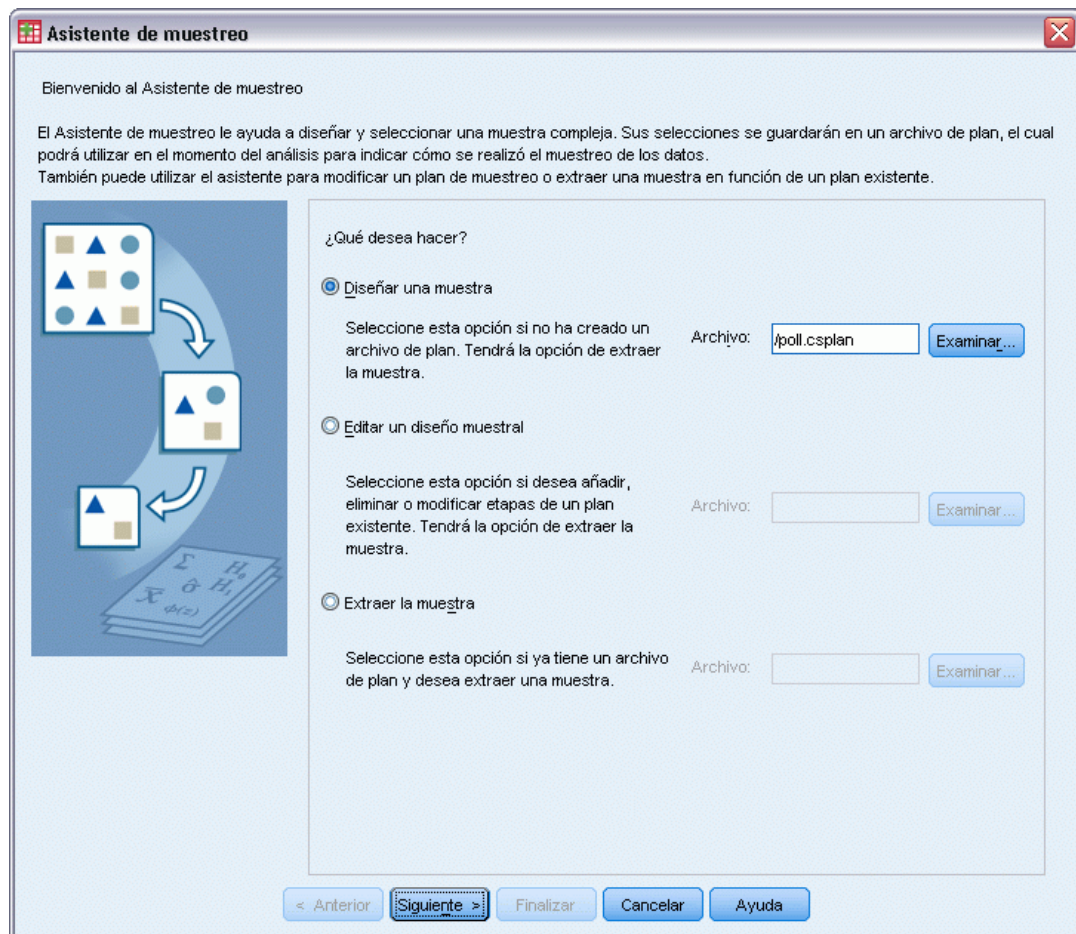 Asistente de muestreo
Bienvenido al Asistente de muestreo
El Asistente de muestreo le ayuda a diseñar y seleccionar una muestra compleja. Sus selecciones se guardarán en un archivo de plan, el cual
podrá utilizar en el momento del análisis para indicar cómo se realizó el muestreo de los datos.
También puede utilizar el asistente para modificar un plan de muestreo o extraer una muestra en función de un plan existente.
¿Qué desea hacer?
Diseñar una muestra
Seleccione esta opción si no ha creado un
archivo de plan. Tendrá la opción de extraer
la muestra.
Archivo: /poll.csplan Examinar...
Editar un diseño muestral
Seleccione esta opción si desea añadir,
eliminar o modificar etapas de un plan
existente. Tendrá la opción de extraer la
muestra.
Archivo: Examinar...
Extraer la muestra
Seleccione esta opción si ya tiene un archivo
de plan y desea extraer una muestra.
Archivo: Examinar...
Σ H₀
x̄ σ̂ H₁
ϕ(z)
< Anterior Siguiente > Finalizar Cancelar Ayuda